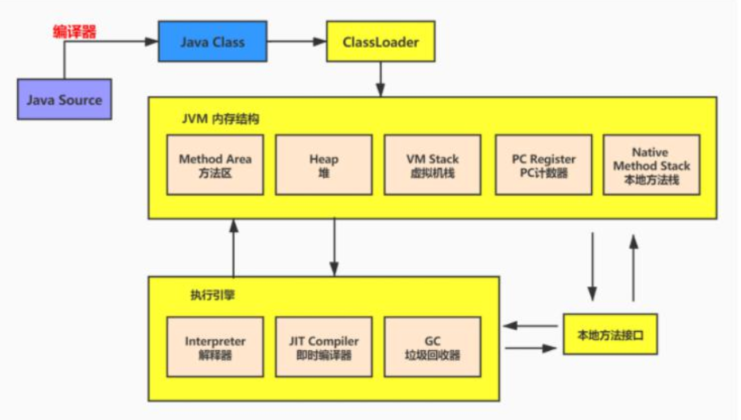 编译器
Java Class
ClassLoader
Java Source
JVM 内存结构
Method Area
方法区
Heap
堆
VM Stack
虚拟机栈
PC Register
PC计数器
Native
Method Stack
本地方法栈
执行引擎
Interpreter
解释器
JIT Compiler
即时编译器
GC
垃圾回收器
本地方法接口